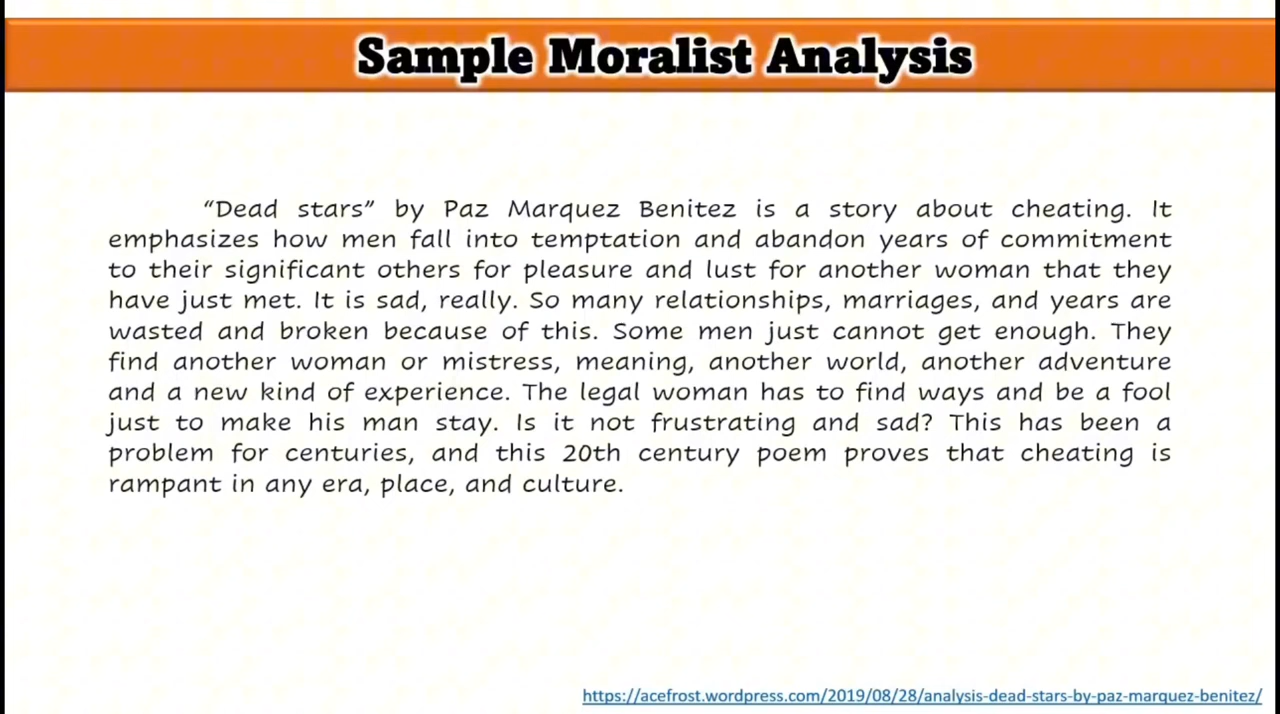 Sample Moralist Analysis
“Dead stars” by Paz Marquez Benitez is a story about cheating. It
emphasizes how men fall into temptation and abandon years of commitment
to their significant others for pleasure and lust for another woman that they
have just met. It is sad, really. So many relationships, marriages, and years are
wasted and broken because of this. Some men just cannot get enough. They
find another woman or mistress, meaning, another world, another adventure
and a new kind of experience. The legal woman has to find ways and be a fool
just to make his man stay. Is it not frustrating and sad? This has been a
problem for centuries, and this 20th century poem proves that cheating is
rampant in any era, place, and culture.
https://acefrost.wordpress.com/2019/08/28/analysis-dead-stars-by-paz-marquez-benitez/